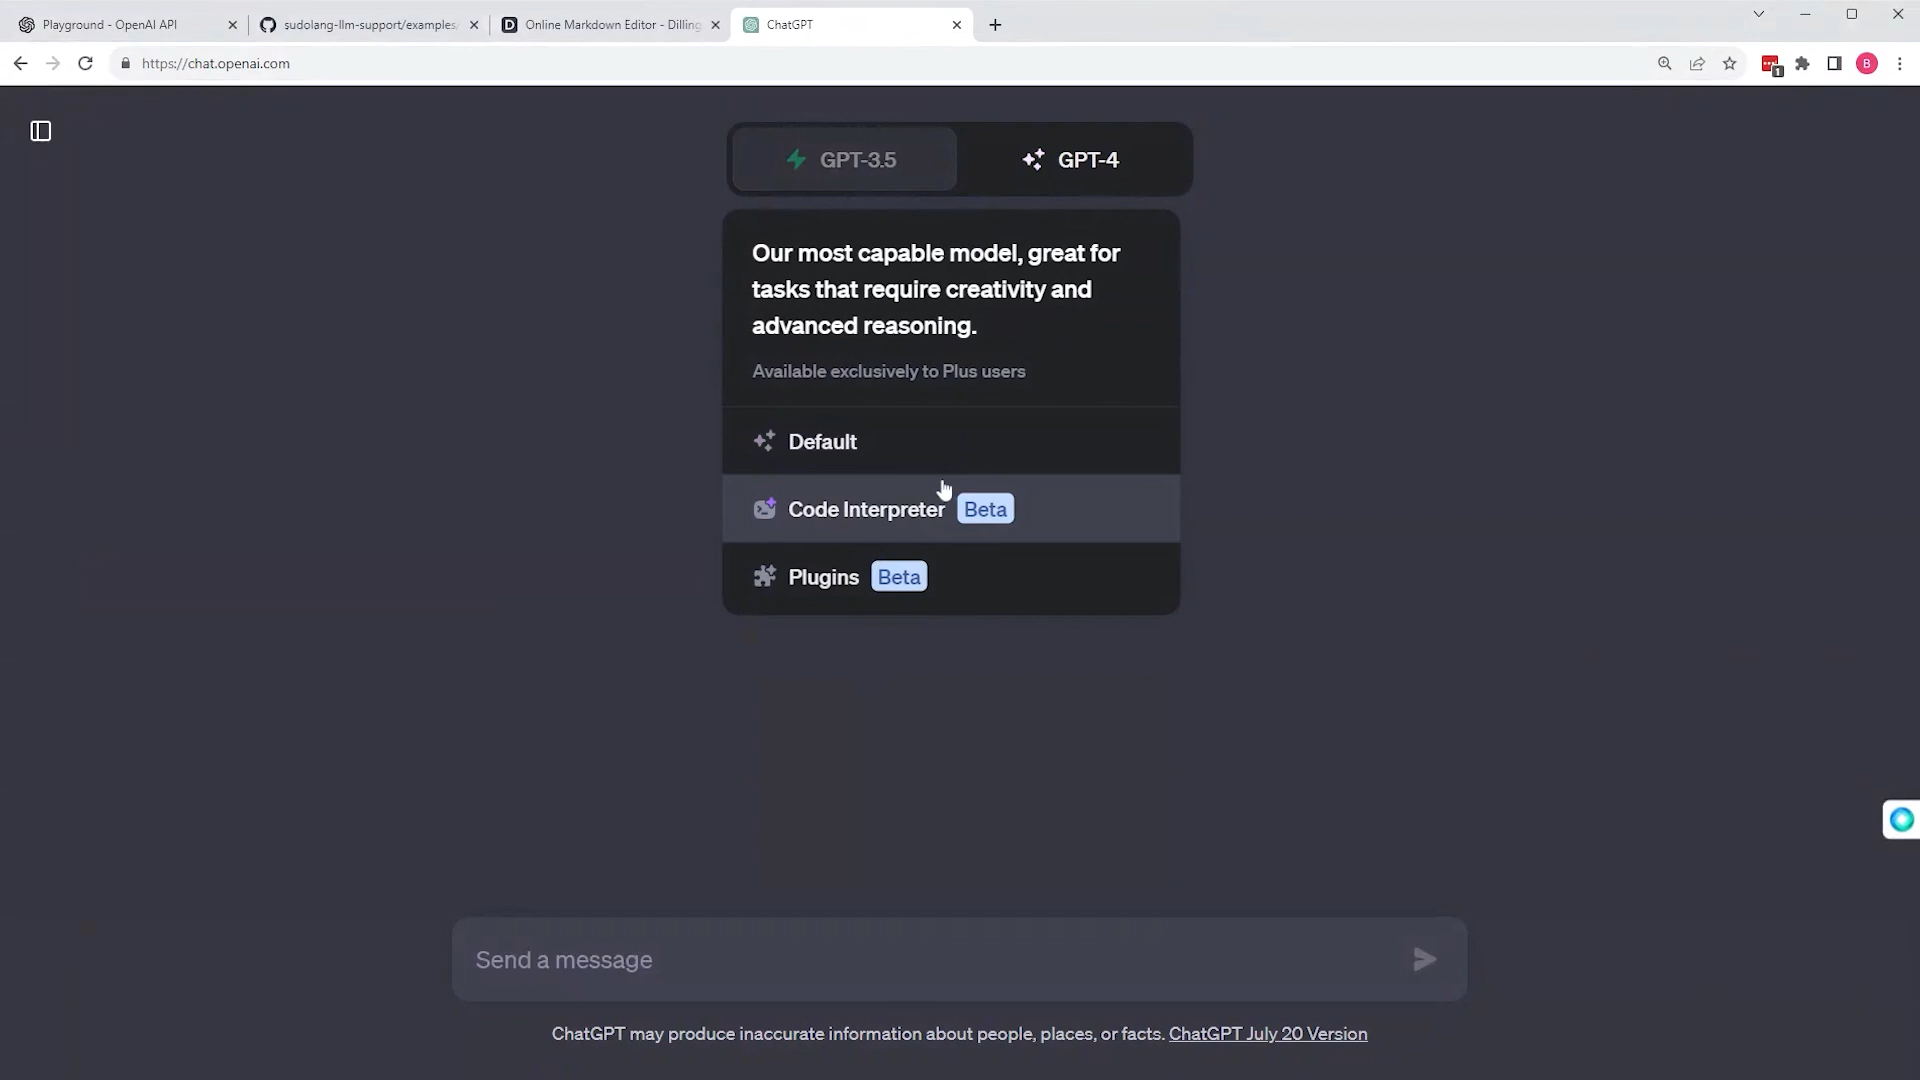 Playground - OpenAI API
sudolang-llm-support/examples
Online Markdown Editor - Dilling
ChatGPT
https://chat.openai.com
1
B
GPT-3.5
GPT-4
Our most capable model, great for
tasks that require creativity and
advanced reasoning.
Available exclusively to Plus users
Default
Code Interpreter Beta
Plugins Beta
Send a message
ChatGPT may produce inaccurate information about people, places, or facts. ChatGPT July 20 Version